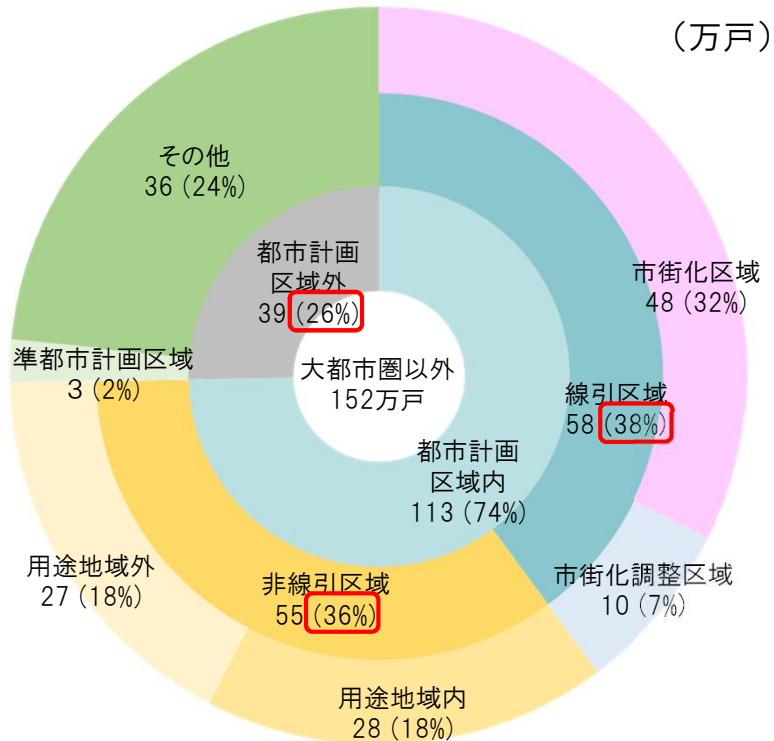 （万戸）
その他
36 (24%)
都市計画
区域外
39 (26%)
市街化区域
48 (32%)
準都市計画区域
3 (2%)
大都市圏以外
152万戸
線引区域
58 (38%)
都市計画
区域内
113 (74%)
用途地域外
27 (18%)
非線引区域
55 (36%)
市街化調整区域
10 (7%)
用途地域内
28 (18%)